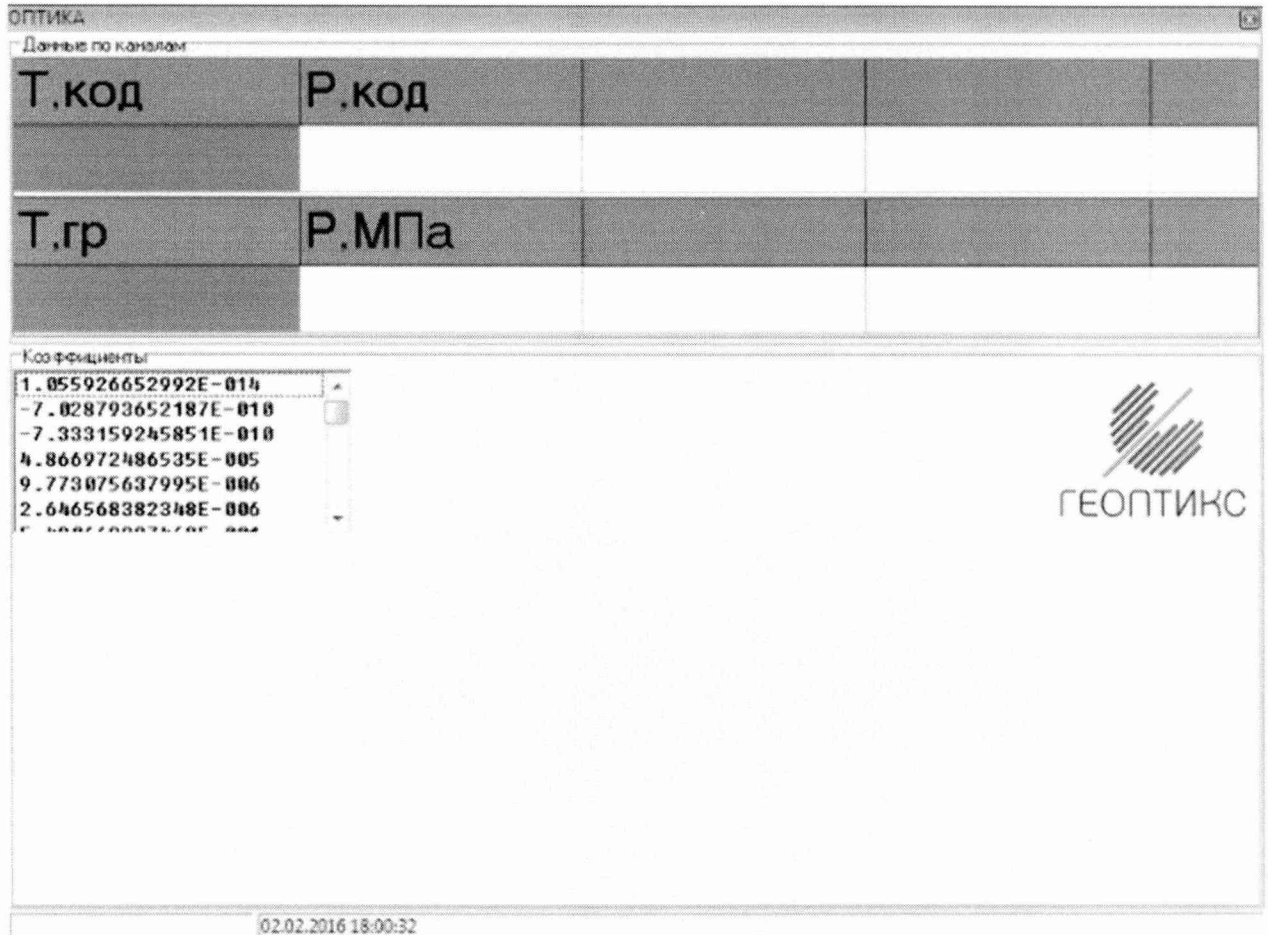 ОПТИКА
Данные по каналам
Т.код Р.код
Т.гр Р.МПа
Коэффициенты
1.055926652992E-014
-7.028793652187E-010
-7.333159245851E-010
4.866972486535E-005
9.773075637995E-006
2.646568382348E-006
ГЕОПТИКС
02.02.2016 18:00:32